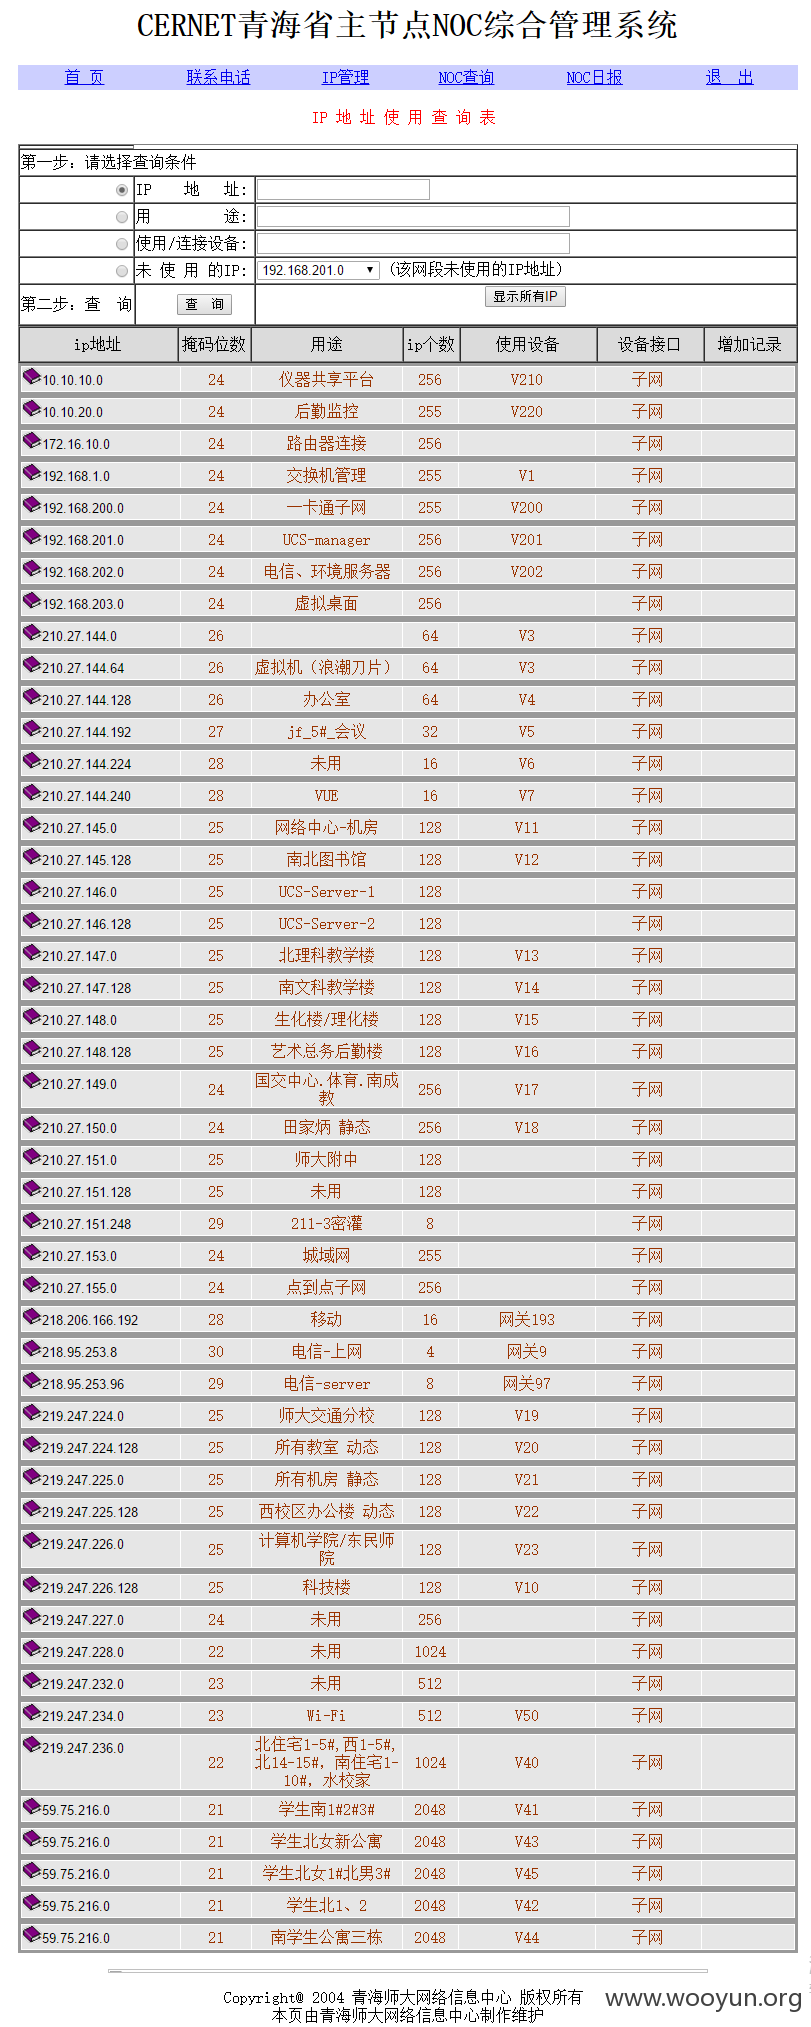 CERNET青海省主节点NOC综合管理系统
首 页 联系电话 IP管理 NOC查询 NOC日报 退 出
IP 地 址 使 用 查 询 表
第一步：请选择查询条件
IP 地 址:
用 途:
使用/连接设备:
未 使 用 的IP: 192.168.201.0 (该网段未使用的IP地址)
第二步：查 询 查 询 显示所有IP
ip地址 掩码位数 用途 ip个数 使用设备 设备接口 增加记录
10.10.10.0 24 仪器共享平台 256 V210 子网
10.10.20.0 24 后勤监控 255 V220 子网
172.16.10.0 24 路由器连接 256 子网
192.168.1.0 24 交换机管理 255 V1 子网
192.168.200.0 24 一卡通子网 255 V200 子网
192.168.201.0 24 UCS-manager 256 V201 子网
192.168.202.0 24 电信、环境服务器 256 V202 子网
192.168.203.0 24 虚拟桌面 256 子网
210.27.144.0 26 64 V3 子网
210.27.144.64 26 虚拟机（浪潮刀片） 64 V3 子网
210.27.144.128 26 办公室 64 V4 子网
210.27.144.192 27 jf_5#_会议 32 V5 子网
210.27.144.224 28 未用 16 V6 子网
210.27.144.240 28 VUE 16 V7 子网
210.27.145.0 25 网络中心-机房 128 V11 子网
210.27.145.128 25 南北图书馆 128 V12 子网
210.27.146.0 25 UCS-Server-1 128 子网
210.27.146.128 25 UCS-Server-2 128 子网
210.27.147.0 25 北理科教学楼 128 V13 子网
210.27.147.128 25 南文科教学楼 128 V14 子网
210.27.148.0 25 生化楼/理化楼 128 V15 子网
210.27.148.128 25 艺术总务后勤楼 128 V16 子网
210.27.149.0 24 国交中心.体育.南成 256 V17 子网
教
210.27.150.0 24 田家炳 静态 256 V18 子网
210.27.151.0 25 师大附中 128 子网
210.27.151.128 25 未用 128 子网
210.27.151.248 29 211-3密灌 8 子网
210.27.153.0 24 城域网 255 子网
210.27.155.0 24 点到点子网 256 子网
218.206.166.192 28 移动 16 网关193 子网
218.95.253.8 30 电信-上网 4 网关9 子网
218.95.253.96 29 电信-server 8 网关97 子网
219.247.224.0 25 师大交通分校 128 V19 子网
219.247.224.128 25 所有教室 动态 128 V20 子网
219.247.225.0 25 所有机房 静态 128 V21 子网
219.247.225.128 25 西校区办公楼 动态 128 V22 子网
219.247.226.0 25 计算机学院/东民师 128 V23 子网
院
219.247.226.128 25 科技楼 128 V10 子网
219.247.227.0 24 未用 256 子网
219.247.228.0 22 未用 1024 子网
219.247.232.0 23 未用 512 子网
219.247.234.0 23 Wi-Fi 512 V50 子网
219.247.236.0 22 北住宅1-5#,西1-5#, 1024 V40 子网
北14-15#, 南住宅1-
10#, 水校家
59.75.216.0 21 学生南1#2#3# 2048 V41 子网
59.75.216.0 21 学生北女新公寓 2048 V43 子网
59.75.216.0 21 学生北女1#北男3# 2048 V45 子网
59.75.216.0 21 学生北1、2 2048 V42 子网
59.75.216.0 21 南学生公寓三栋 2048 V44 子网
Copyright@ 2004 青海师大网络信息中心 版权所有
本页由青海师大网络信息中心制作维护
www.wooyun.org